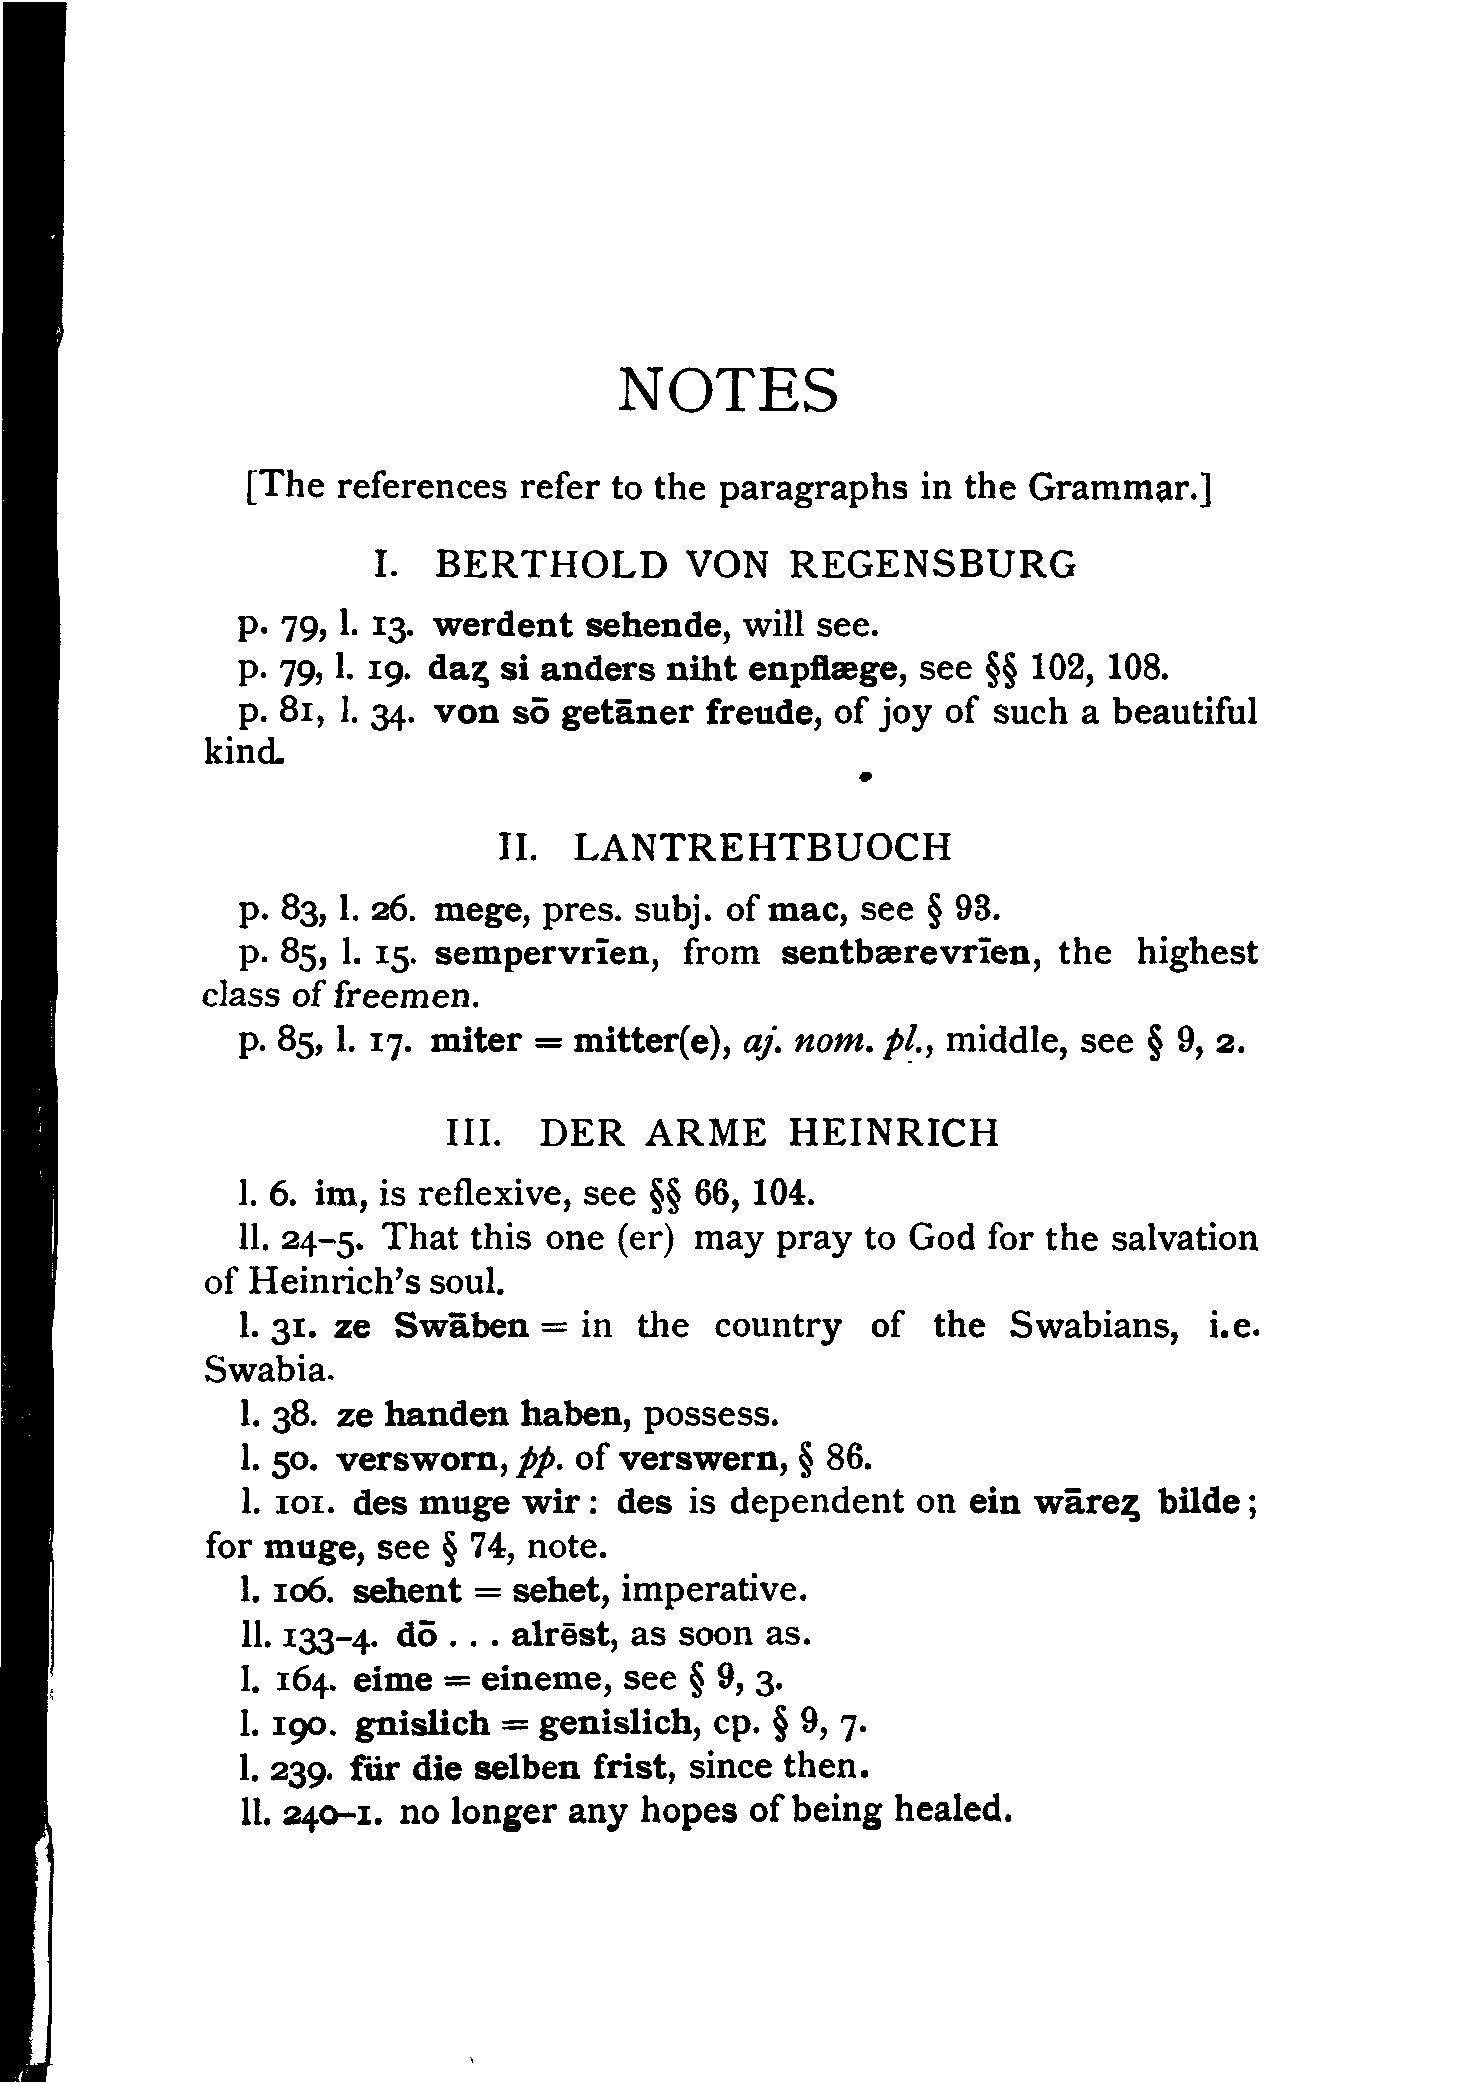 NOTES
[The references refer to the paragraphs in the Grammar.]
I. BERTHOLD VON REGENSBURG
p. 79, l. 13. werdent sehende, will see.
p. 79, l. 19. daȥ si anders niht enpflæge, see §§ 102, 108.
p. 81, l. 34. von sō getāner freude, of joy of such a beautiful
kind.
II. LANTREHTBUOCH
p. 83, l. 26. mege, pres. subj. of mac, see § 93.
p. 85, l. 15. sempervrīen, from sentbærevrīen, the highest
class of freemen.
p. 85, l. 17. miter = mitter(e), aj. nom. pl., middle, see § 9, 2.
III. DER ARME HEINRICH
l. 6. im, is reflexive, see §§ 66, 104.
ll. 24–5. That this one (er) may pray to God for the salvation
of Heinrich's soul.
l. 31. ze Swāben = in the country of the Swabians, i.e.
Swabia.
l. 38. ze handen haben, possess.
l. 50. versworn, pp. of verswern, § 86.
l. 101. des muge wir: des is dependent on ein wāreȥ bilde;
for muge, see § 74, note.
l. 106. sehent = sehet, imperative.
ll. 133–4. dō . . . alrēst, as soon as.
l. 164. eime = eineme, see § 9, 3.
l. 190. gnislich = genislich, cp. § 9, 7.
l. 239. für die selben frist, since then.
ll. 240–1. no longer any hopes of being healed.